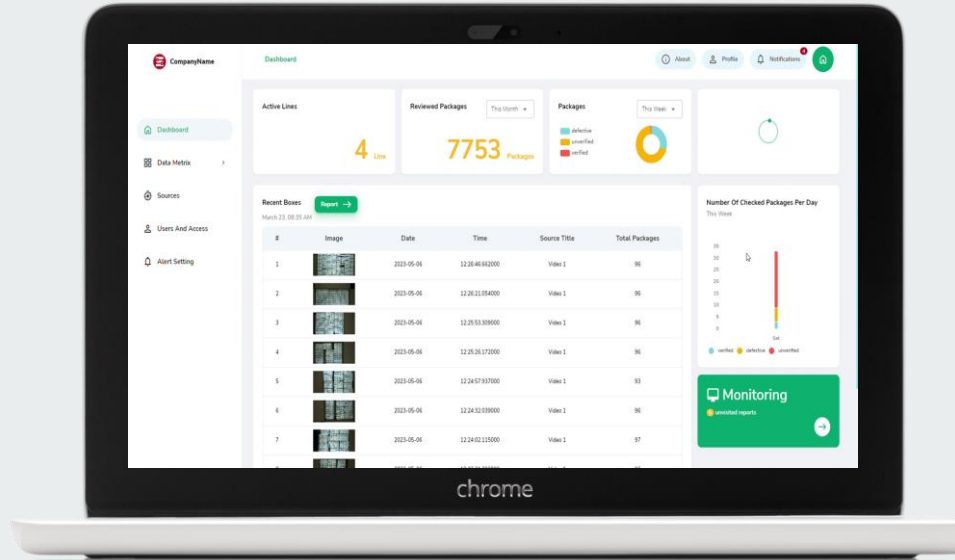 CompanyName
Dashboard
About
Profile
Notifications
4
Dashboard
Data Metrix
Sources
Users And Access
Alert Setting
Active Lines
4 Line
Reviewed Packages
This Month
7753 Packages
Packages
This Week
defective
unverified
verified
Recent Boxes
Report
March 23, 08:35 AM
# Image Date Time Source Title Total Packages
1 2023-05-06 12:26:46.662000 Video 1 96
2 2023-05-06 12:26:21.054000 Video 1 96
3 2023-05-06 12:25:53.309000 Video 1 96
4 2023-05-06 12:25:26.172000 Video 1 96
5 2023-05-06 12:24:57.937000 Video 1 93
6 2023-05-06 12:24:32.039000 Video 1 96
7 2023-05-06 12:24:02.115000 Video 1 97
Number Of Checked Packages Per Day
This Week
35
30
25
20
15
10
5
0
Sat
verified defective unverified
Monitoring
unvisited reports
chrome